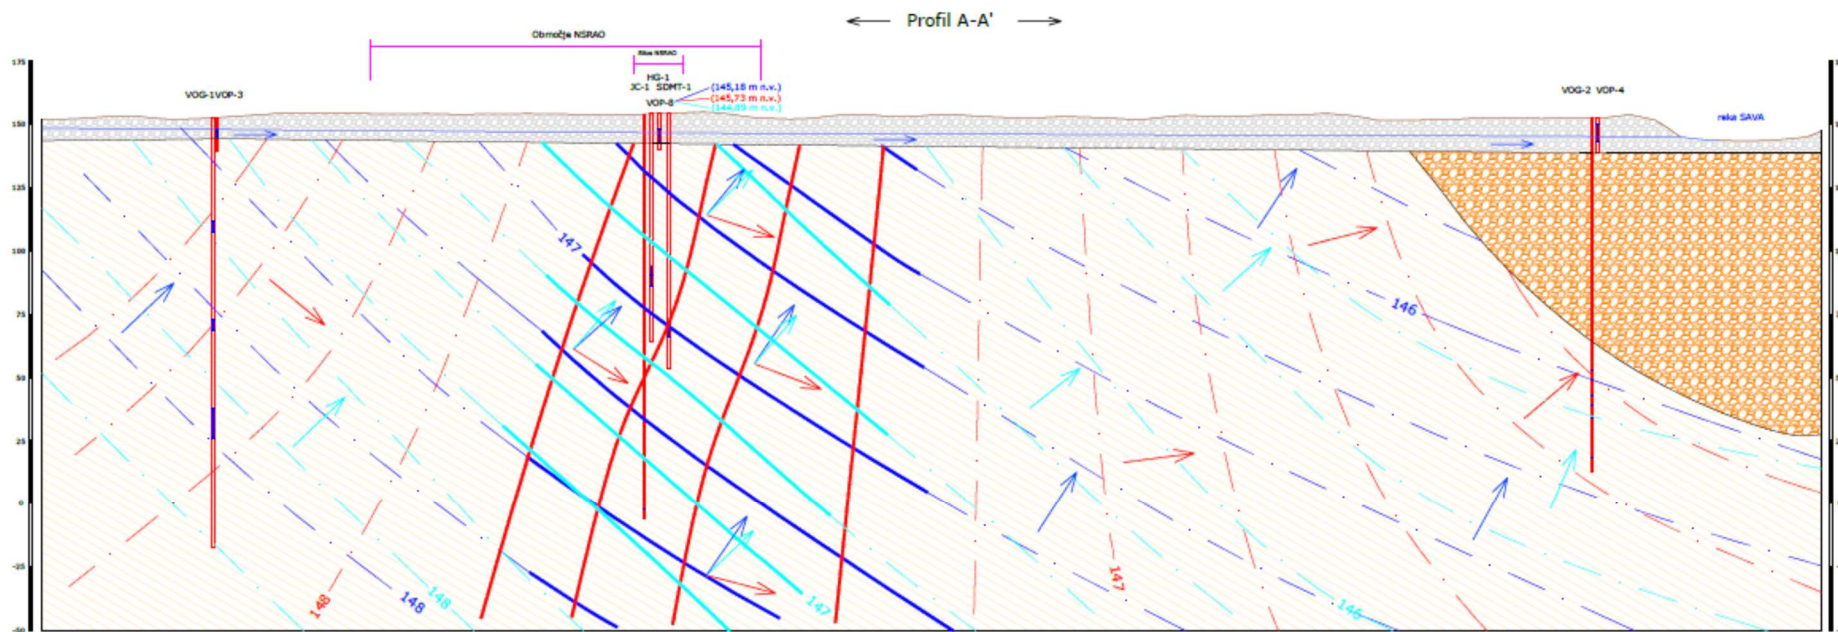 Profil A-A'
Območje NSRAO
Silos NSRAO
HG-1
JC-1 SDMT-1
VOP-8
(145,18 m n.v.)
(145,73 m n.v.)
(144,89 m n.v.)
VOG-1VOP-3
VOG-2 VOP-4
reka SAVA
175
150
125
100
75
50
25
0
-25
-50
147
146
148
148
148
147
147
146